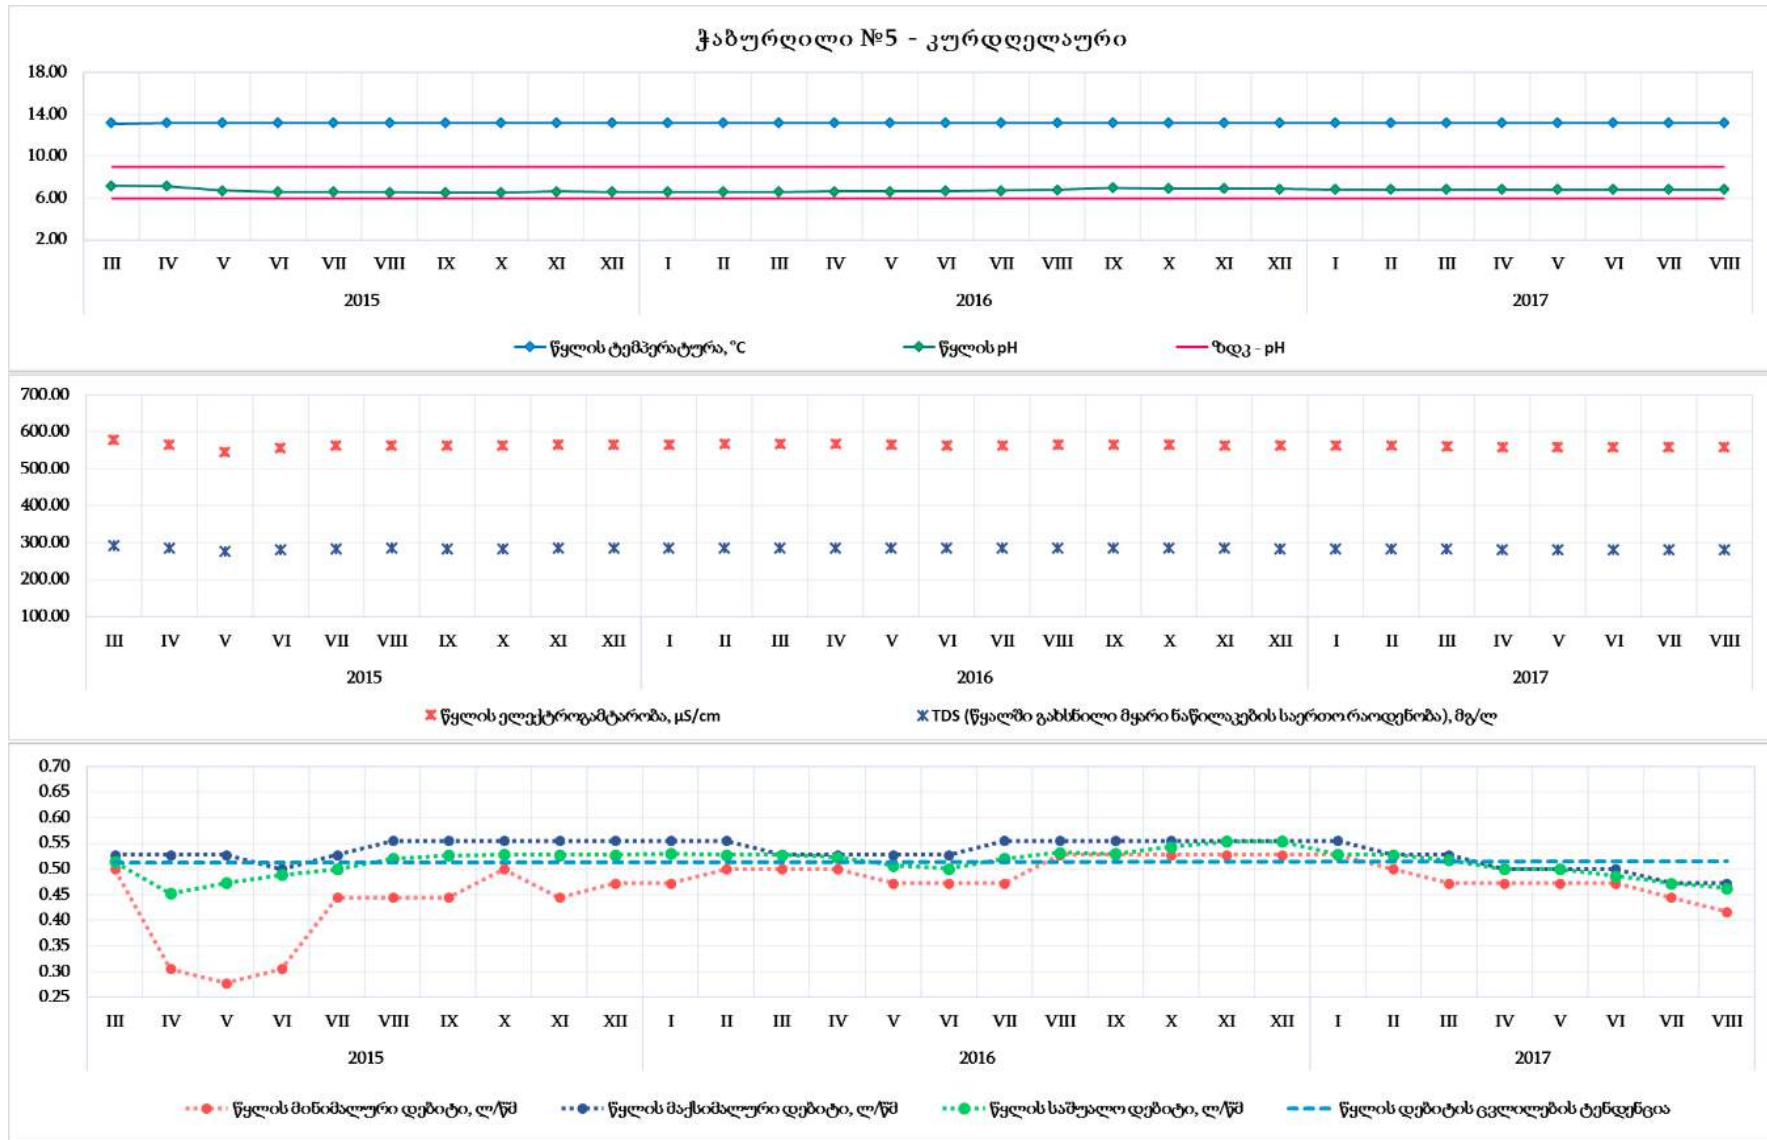 ჭაბურღილი №5 - კურდღელაური
18.00
14.00
10.00
6.00
2.00
III IV V VI VII VIII IX X XI XII I II III IV V VI VII VIII IX X XI XII I II III IV V VI VII VIII
2015 2016 2017
წყლის ტემპერატურა, °C წყლის pH ზდკ - pH
700.00
600.00
500.00
400.00
300.00
200.00
100.00
III IV V VI VII VIII IX X XI XII I II III IV V VI VII VIII IX X XI XII I II III IV V VI VII VIII
2015 2016 2017
წყლის ელექტროგამტარობა, µS/cm TDS (წყალში გახსნილი მყარი ნაწილაკების საერთო რაოდენობა), მგ/ლ
0.70
0.65
0.60
0.55
0.50
0.45
0.40
0.35
0.30
0.25
III IV V VI VII VIII IX X XI XII I II III IV V VI VII VIII IX X XI XII I II III IV V VI VII VIII
2015 2016 2017
წყლის მინიმალური დებიტი, ლ/წმ წყლის მაქსიმალური დებიტი, ლ/წმ წყლის საშუალო დებიტი, ლ/წმ წყლის დებიტის ცვლილების ტენდენცია